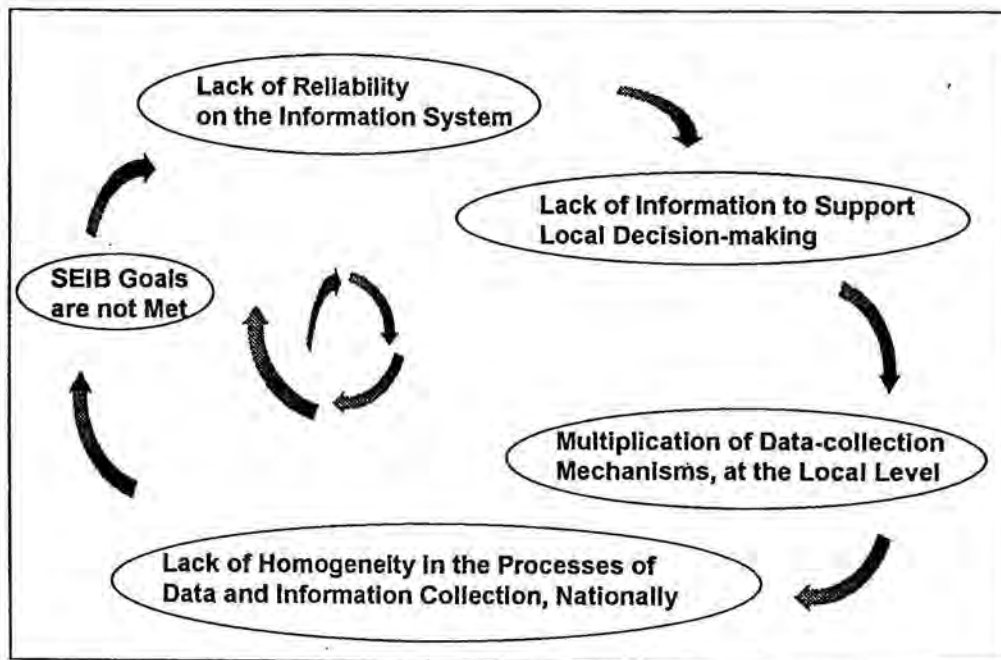 Lack of Reliability
on the Information System
Lack of Information to Support
Local Decision-making
Multiplication of Data-collection
Mechanisms, at the Local Level
Lack of Homogeneity in the Processes of
Data and Information Collection, Nationally
SEIB Goals
are not Met